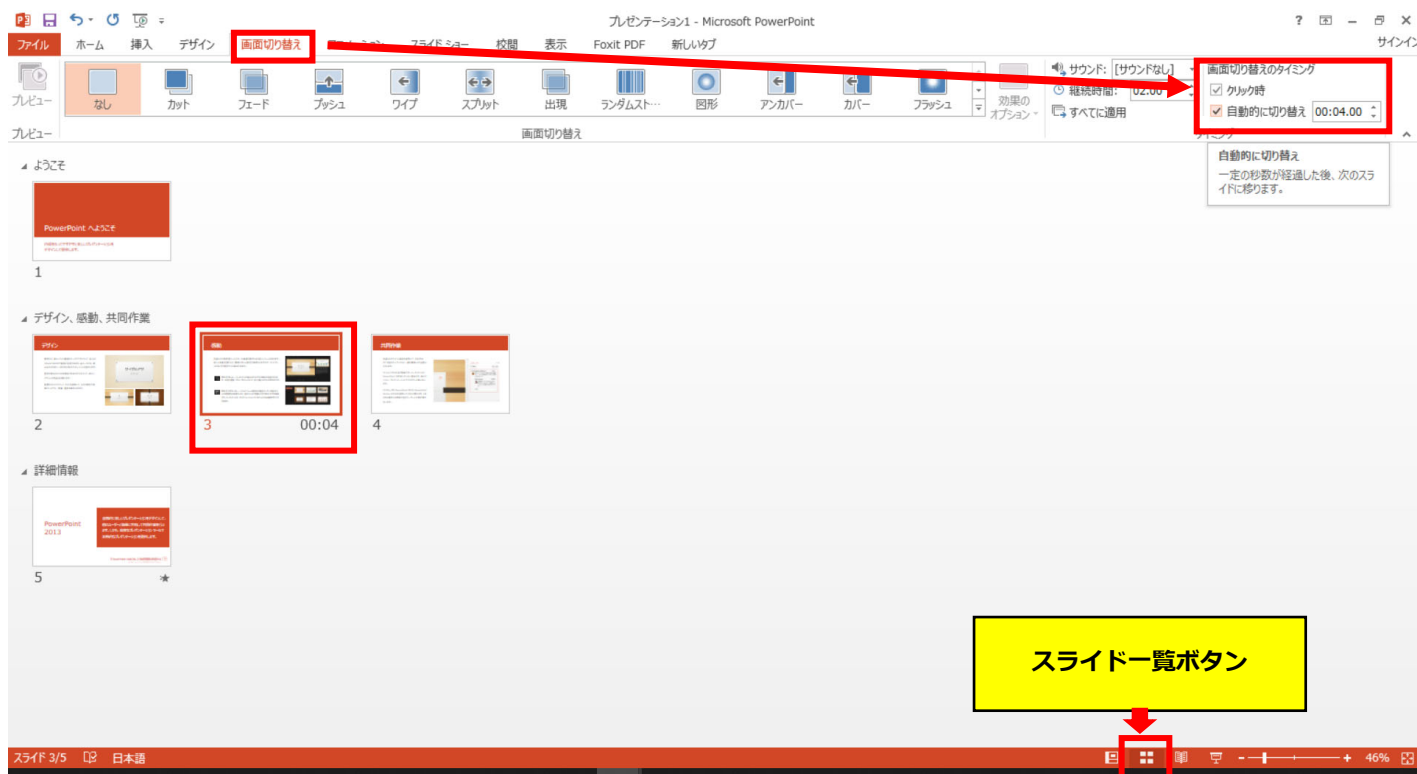 プレゼンテーション1 - Microsoft PowerPoint
ファイル ホーム 挿入 デザイン 画面切り替え 校閲 表示 Foxit PDF 新しいタブ サインイン
プレビュー なし カット フェード プッシュ ワイプ スプリット 出現 ランダムスト… 図形 アンカバー カバー フラッシュ 効果の オプション
サウンド: [サウンドなし]
継続時間: 02.00
すべてに適用
画面切り替えのタイミング
クリック時
自動的に切り替え 00:04.00
プレビュー 画面切り替え タイミング
自動的に切り替え
一定の秒数が経過した後、次のスラ
イドに移ります。
ようこそ
PowerPoint へようこそ
1
デザイン、感動、共同作業
デザイン
感動
共同作業
2
3 00:04
4
詳細情報
PowerPoint
2013
5
スライド一覧ボタン
スライド 3/5 日本語 46%